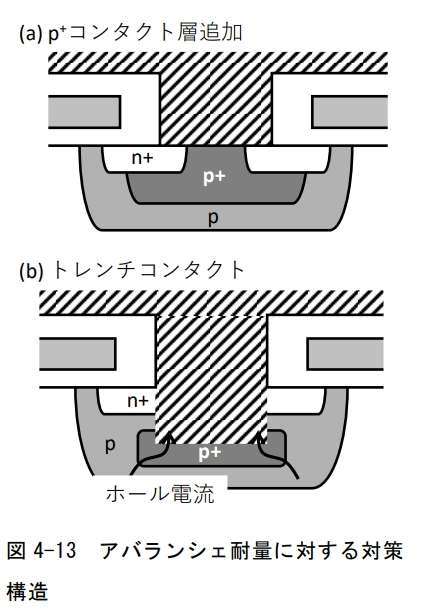 (a) p⁺コンタクト層追加
n+
p+
p
(b) トレンチコンタクト
n+
p
p+
ホール電流
図 4-13　アバランシェ耐量に対する対策
構造